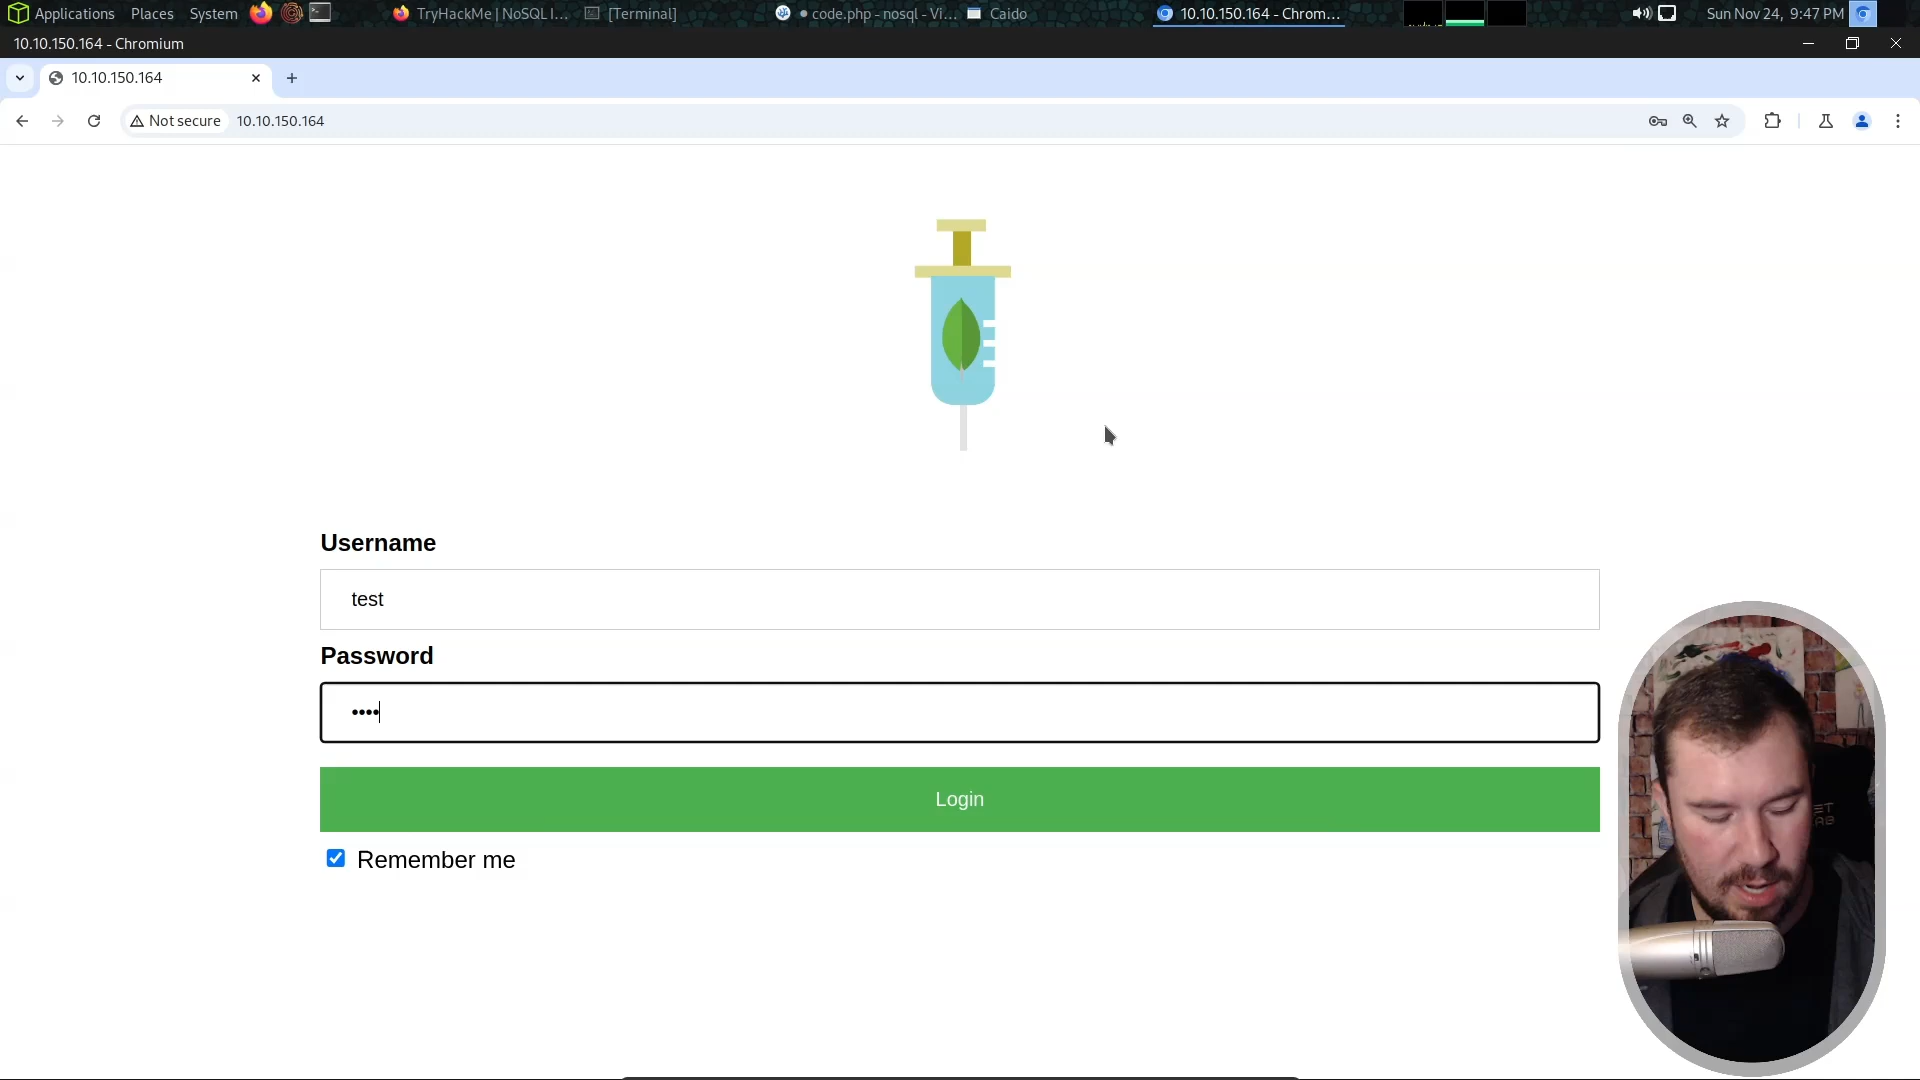 Applications Places System TryHackMe | NoSQL I... [Terminal] code.php - nosql - Vi... Caido 10.10.150.164 - Chrom... Sun Nov 24, 9:47 PM
10.10.150.164 - Chromium
10.10.150.164
Not secure 10.10.150.164
Username
test
Password
••••
Login
Remember me